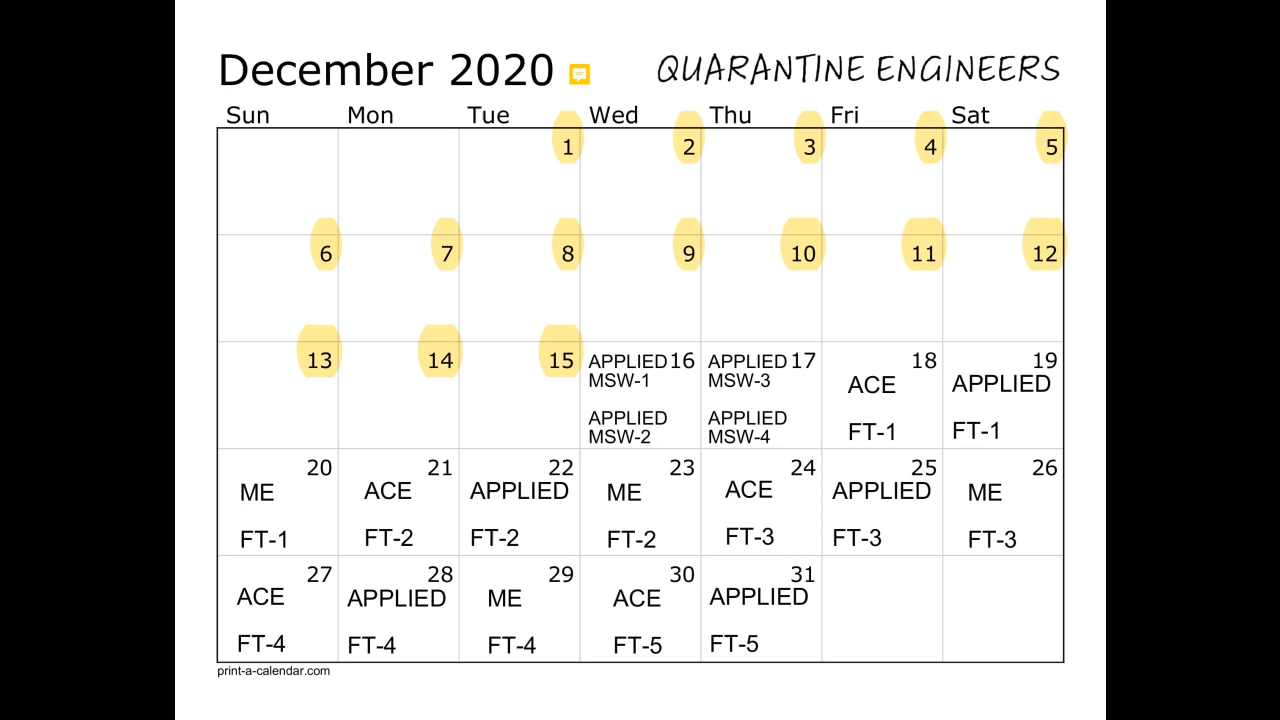 December 2020
QUARANTINE ENGINEERS
Sun Mon Tue Wed Thu Fri Sat
1 2 3 4 5
6 7 8 9 10 11 12
13 14 15 APPLIED 16 APPLIED 17 18 19
MSW-1 MSW-3 ACE APPLIED
APPLIED APPLIED
MSW-2 MSW-4 FT-1 FT-1
20 21 22 23 24 25 26
ME ACE APPLIED ME ACE APPLIED ME
FT-1 FT-2 FT-2 FT-2 FT-3 FT-3 FT-3
27 28 29 30 31
ACE APPLIED ME ACE APPLIED
FT-4 FT-4 FT-4 FT-5 FT-5
print-a-calendar.com